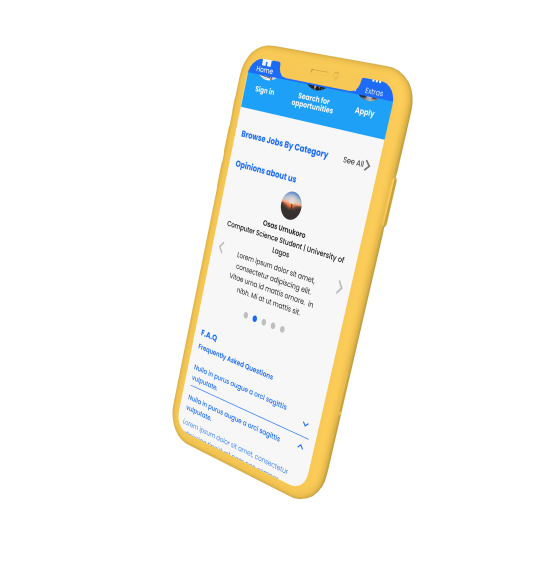 Home
Extras
Sign in
Search for
opportunities
Apply
Browse Jobs By Category
See All
Opinions about us
Osas Umukoro
Computer Science Student | University of
Lagos
Lorem ipsum dolor sit amet,
consectetur adipiscing elit.
Vitae urna id mattis ornare. in
nibh. Mi at ut mattis sit.
F.A.Q
Frequently Asked Questions
Nulla in purus augue a orci sagittis
vulputate.
Nulla in purus augue a orci sagittis
vulputate.
Lorem ipsum dolor sit amet, consectetur